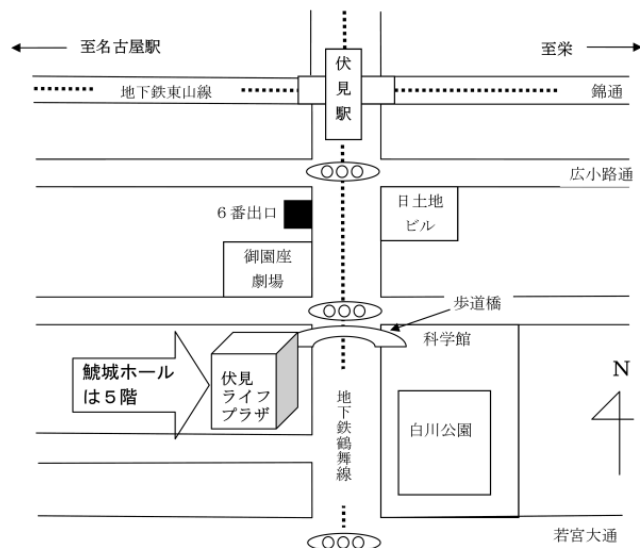 至名古屋駅
至栄
伏見駅
地下鉄東山線
錦通
広小路通
６番出口
日土地
ビル
御園座
劇場
歩道橋
科学館
鯱城ホール
は５階
伏見
ライフ
プラザ
地下鉄鶴舞線
白川公園
N
若宮大通